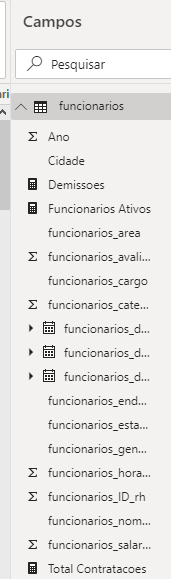 Campos
Pesquisar
ri
funcionarios
Ano
Cidade
Demissoes
Funcionarios Ativos
funcionarios_area
funcionarios_avali...
funcionarios_cargo
funcionarios_cate...
funcionarios_d...
funcionarios_d...
funcionarios_d...
funcionarios_end...
funcionarios_esta...
funcionarios_gen...
funcionarios_hora...
funcionarios_ID_rh
funcionarios_nom...
funcionarios_salar...
Total Contratacoes